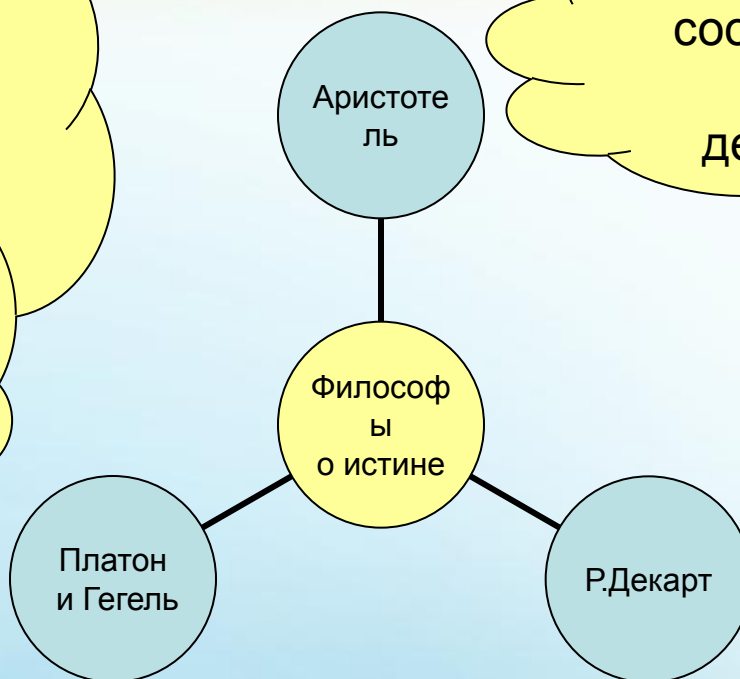 Аристоте
ль
Философ
ы
о истине
Платон
и Гегель
Р.Декарт